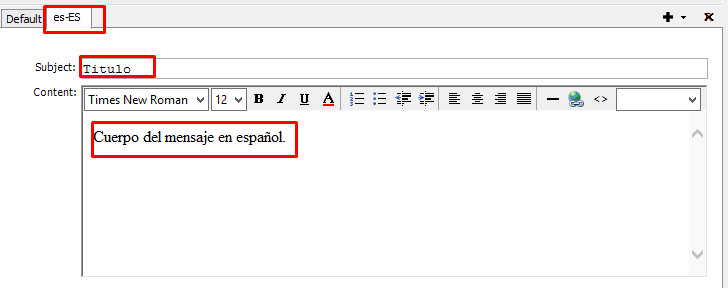 Default es-ES
Subject: Titulo
Content: Times New Roman 12 B I U A
Cuerpo del mensaje en español.